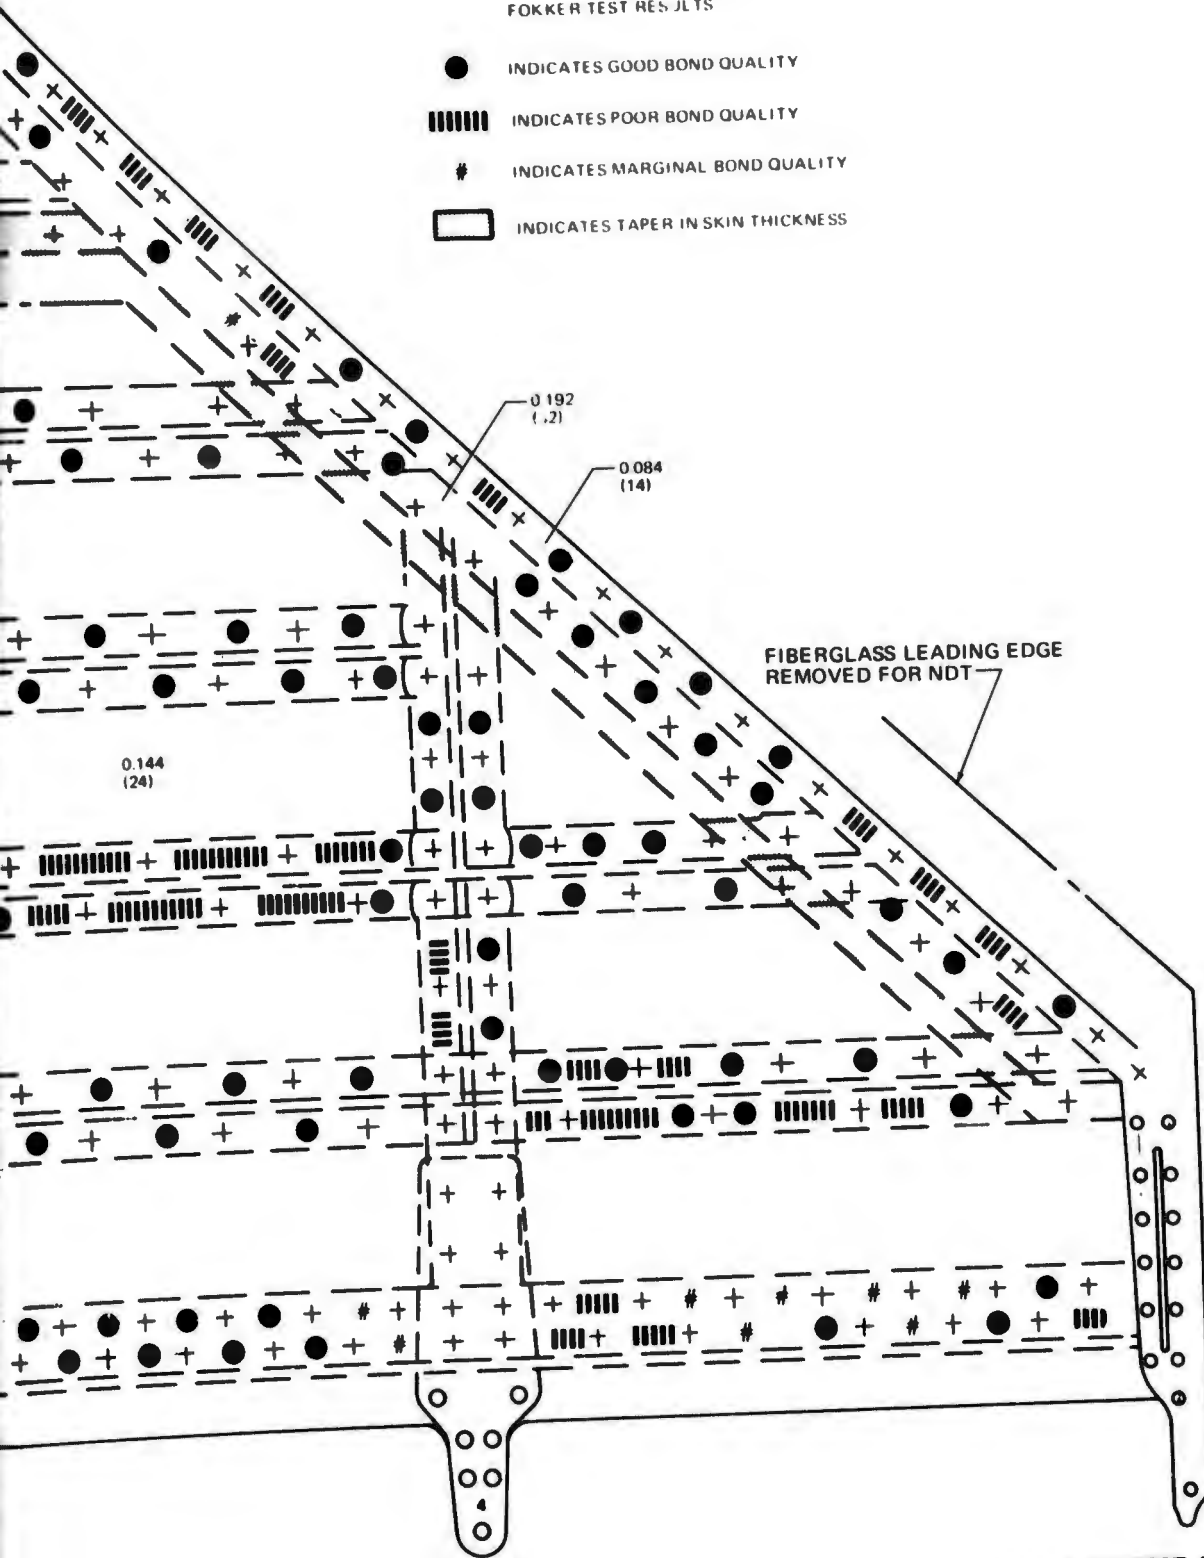 FOKKER TEST RESULTS
INDICATES GOOD BOND QUALITY
INDICATES POOR BOND QUALITY
# INDICATES MARGINAL BOND QUALITY
INDICATES TAPER IN SKIN THICKNESS
0.192
0.084
(14)
FIBERGLASS LEADING EDGE
REMOVED FOR NDT
0.144
(24)
4